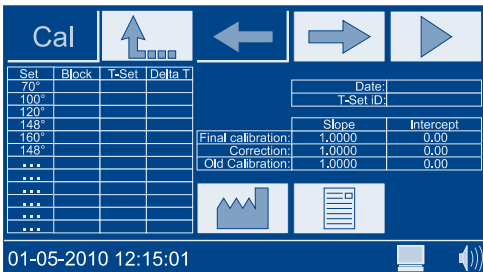 Cal
Set Block T-Set Delta T
70°
100°
120°
148°
160°
148°
...
...
...
...
...
Date:
T-Set iD:
Slope Intercept
Final calibration: 1.0000 0.00
Correction: 1.0000 0.00
Old Calibration: 1.0000 0.00
01-05-2010 12:15:01